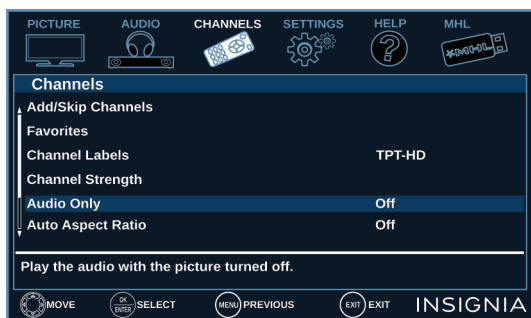 PICTURE AUDIO CHANNELS SETTINGS HELP MHL
MHL
Channels
Add/Skip Channels
Favorites
Channel Labels TPT-HD
Channel Strength
Audio Only Off
Auto Aspect Ratio Off
Play the audio with the picture turned off.
MOVE OK ENTER SELECT MENU PREVIOUS EXIT EXIT INSIGNIA